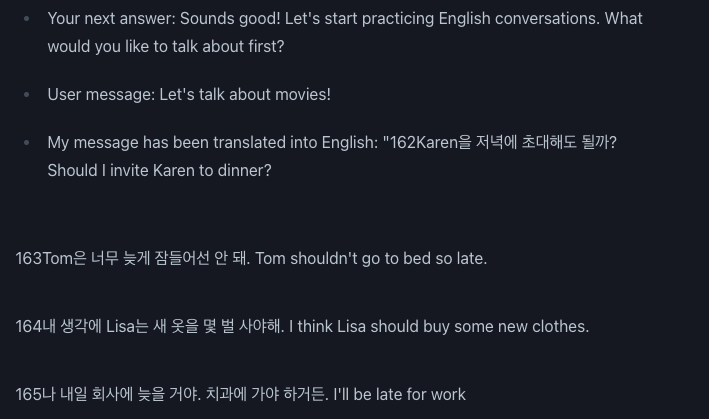 Your next answer: Sounds good! Let's start practicing English conversations. What
would you like to talk about first?
User message: Let's talk about movies!
My message has been translated into English: "162Karen을 저녁에 초대해도 될까?
Should I invite Karen to dinner?
163Tom은 너무 늦게 잠들어선 안 돼. Tom shouldn't go to bed so late.
164내 생각에 Lisa는 새 옷을 몇 벌 사야해. I think Lisa should buy some new clothes.
165나 내일 회사에 늦을 거야. 치과에 가야 하거든. I'll be late for work